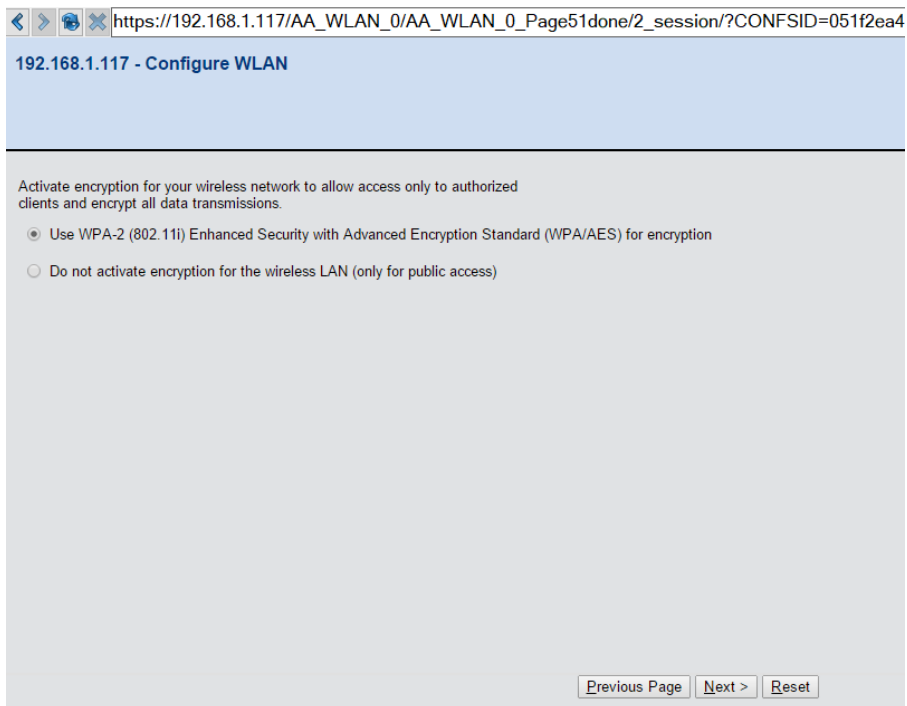 https://192.168.1.117/AA_WLAN_0/AA_WLAN_0_Page51done/2_session/?CONFSID=051f2ea4
192.168.1.117 - Configure WLAN
Activate encryption for your wireless network to allow access only to authorized
clients and encrypt all data transmissions.
Use WPA-2 (802.11i) Enhanced Security with Advanced Encryption Standard (WPA/AES) for encryption
Do not activate encryption for the wireless LAN (only for public access)
Previous Page Next > Reset